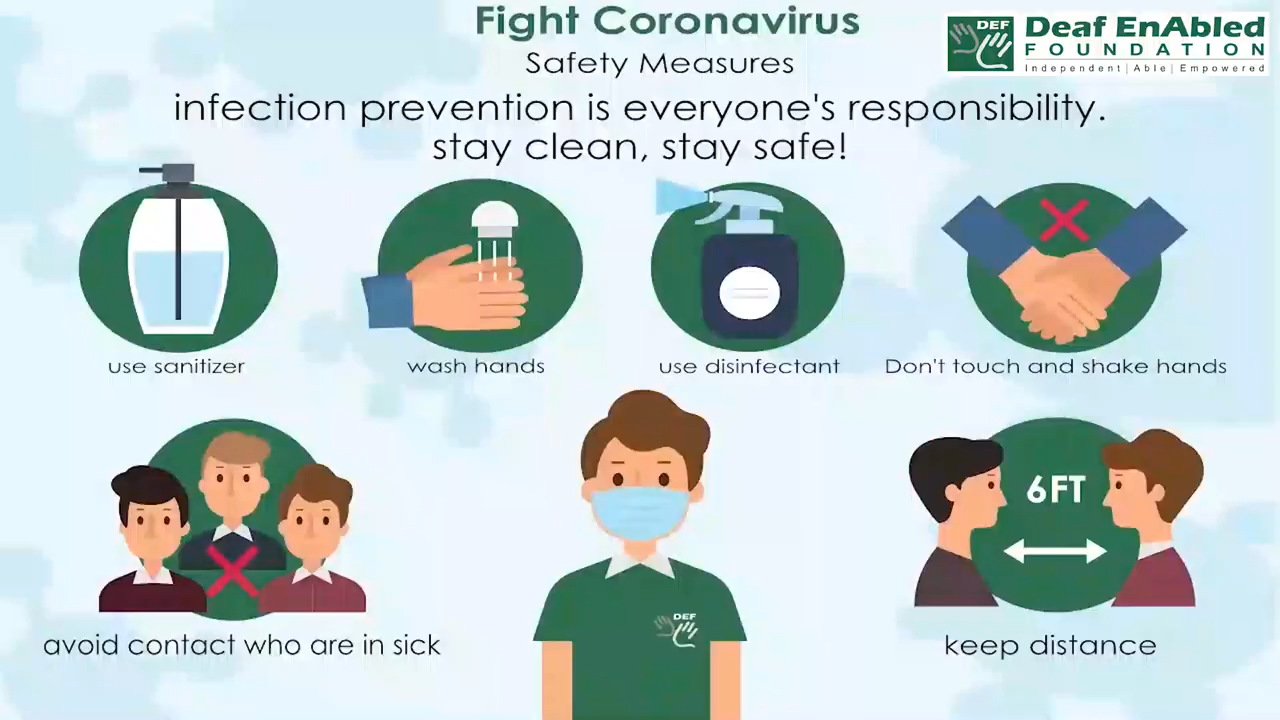 Fight Coronavirus
Safety Measures
DEF
Deaf EnAbled
FOUNDATION
Independent | Able | Empowered
infection prevention is everyone's responsibility.
stay clean, stay safe!
use sanitizer
wash hands
use disinfectant
Don't touch and shake hands
6FT
DEF
avoid contact who are in sick
keep distance